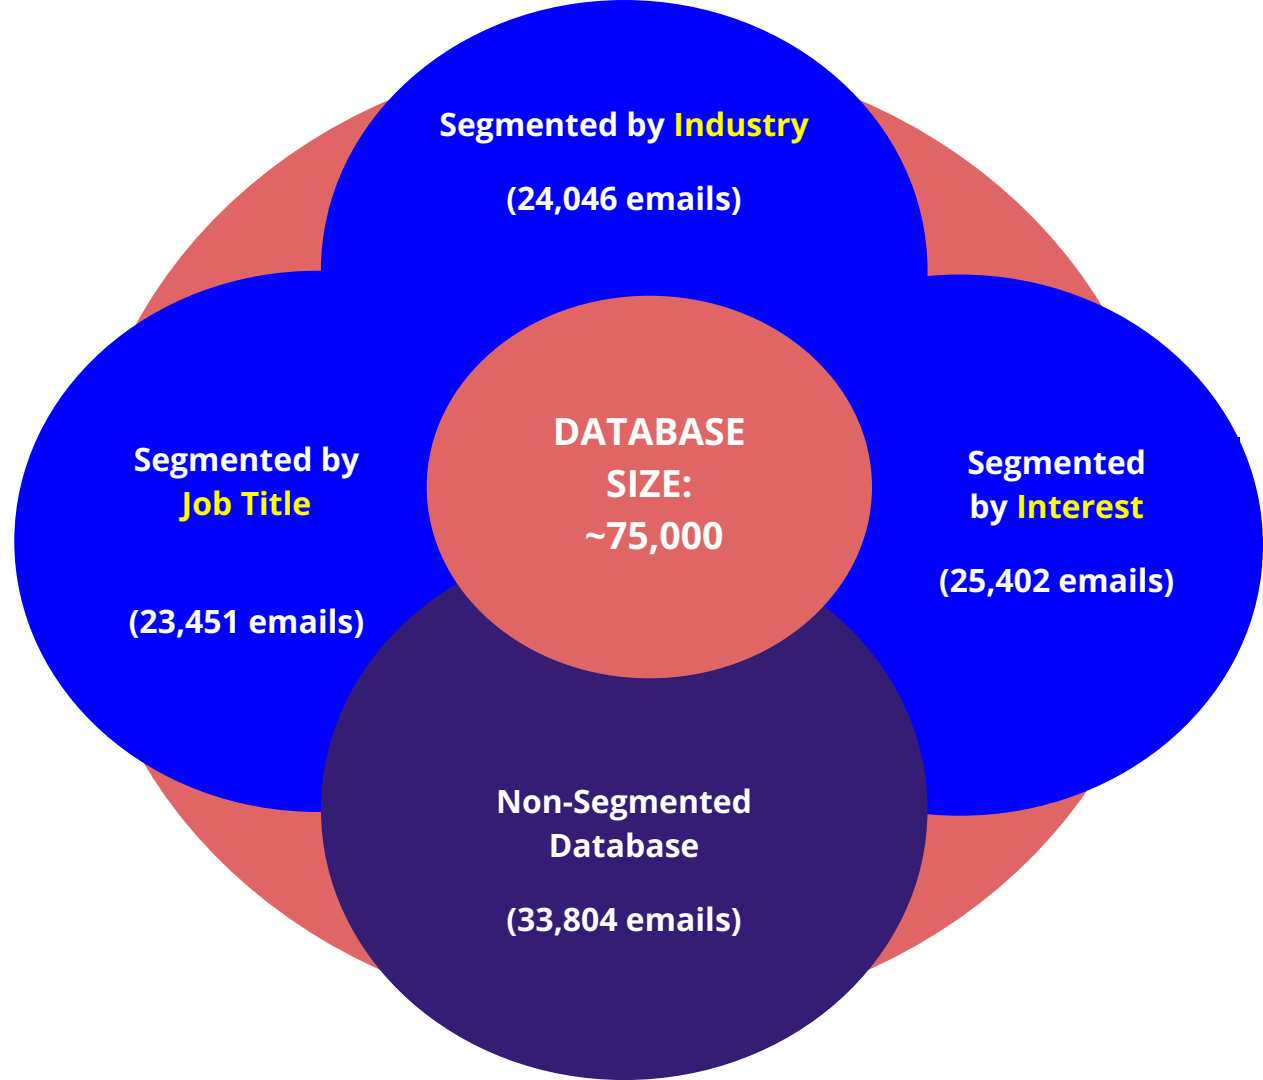 Segmented by Industry
(24,046 emails)
DATABASE
SIZE:
~75,000
Segmented by
Job Title
(23,451 emails)
Segmented
by Interest
(25,402 emails)
Non-Segmented
Database
(33,804 emails)